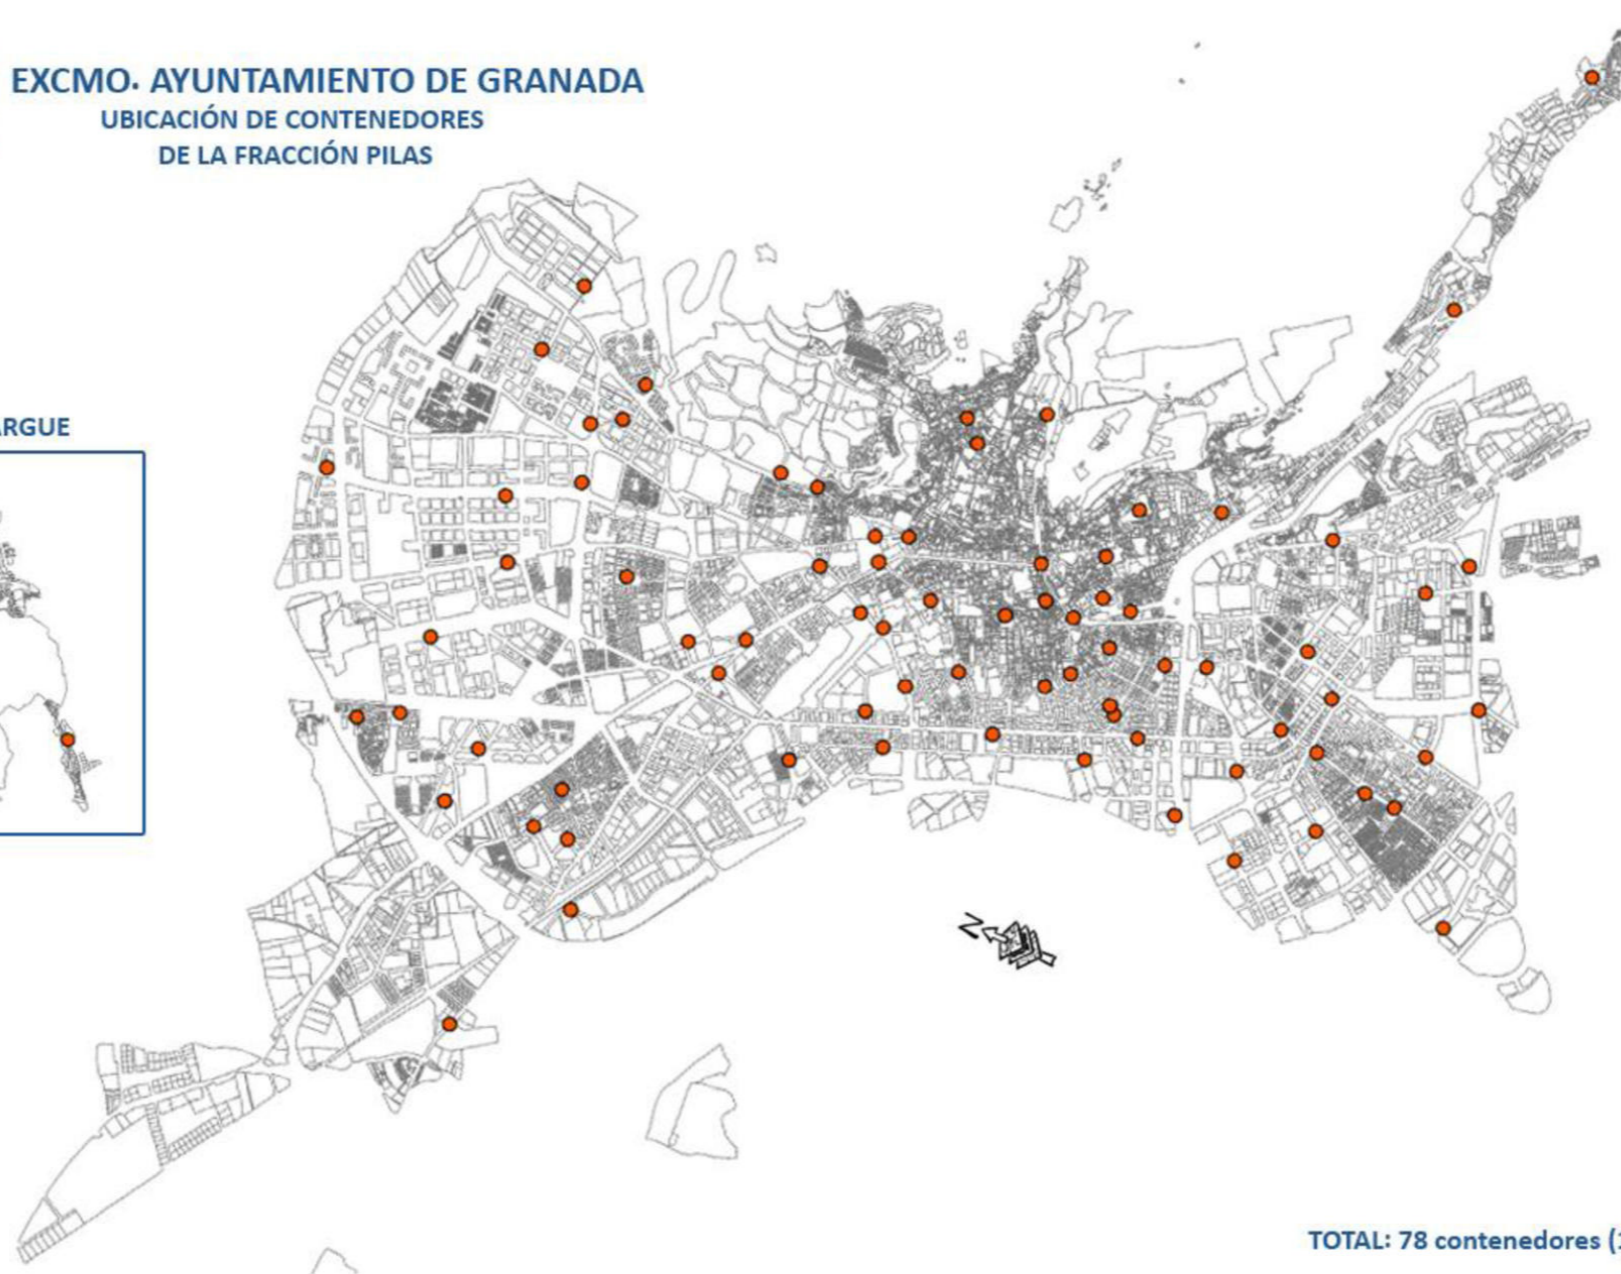 EXCMO. AYUNTAMIENTO DE GRANADA
UBICACIÓN DE CONTENEDORES
DE LA FRACCIÓN PILAS
ARGUE
N
TOTAL: 78 contenedores (